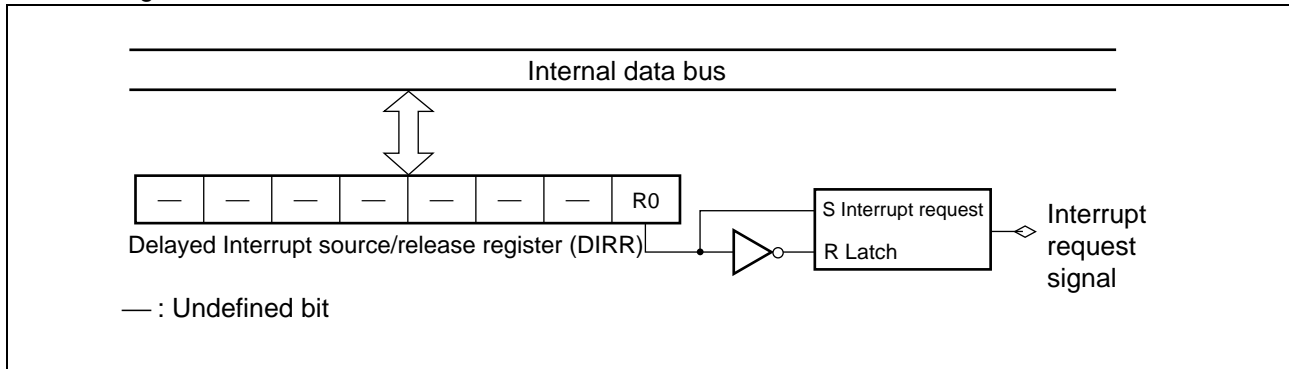 Internal data bus
— — — — — — — R0
S Interrupt request
R Latch
Interrupt
request
signal
Delayed Interrupt source/release register (DIRR)
— : Undefined bit